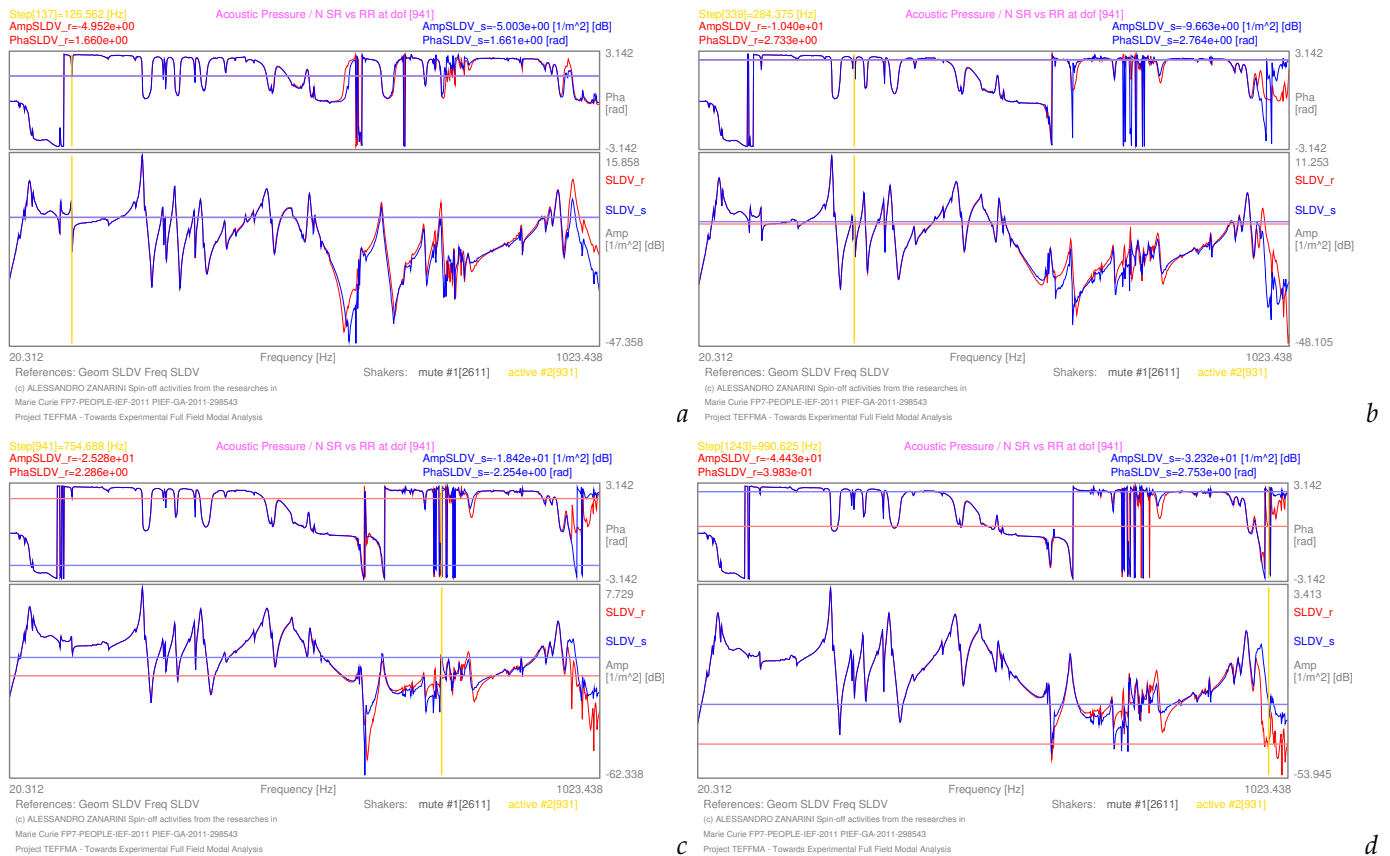 Step[137]=126.562 [Hz] Acoustic Pressure / N SR vs RR at dof [941]
AmpSLDV_r=-4.952e+00 AmpSLDV_s=-5.003e+00 [1/m^2] [dB]
PhaSLDV_r=1.660e+00 PhaSLDV_s=1.661e+00 [rad]
3.142
Pha
[rad]
-3.142
15.858
SLDV_r
SLDV_s
Amp
[1/m^2] [dB]
-47.358
20.312 Frequency [Hz] 1023.438
References: Geom SLDV Freq SLDV Shakers: mute #1[2611] active #2[931]
(c) ALESSANDRO ZANARINI Spin-off activities from the researches in
Marie Curie FP7-PEOPLE-IEF-2011 PIEF-GA-2011-298543
Project TEFFMA - Towards Experimental Full Field Modal Analysis
a
Step[339]=284.375 [Hz] Acoustic Pressure / N SR vs RR at dof [941]
AmpSLDV_r=-1.040e+01 AmpSLDV_s=-9.663e+00 [1/m^2] [dB]
PhaSLDV_r=2.733e+00 PhaSLDV_s=2.764e+00 [rad]
3.142
Pha
[rad]
-3.142
11.253
SLDV_r
SLDV_s
Amp
[1/m^2] [dB]
-48.105
20.312 Frequency [Hz] 1023.438
References: Geom SLDV Freq SLDV Shakers: mute #1[2611] active #2[931]
(c) ALESSANDRO ZANARINI Spin-off activities from the researches in
Marie Curie FP7-PEOPLE-IEF-2011 PIEF-GA-2011-298543
Project TEFFMA - Towards Experimental Full Field Modal Analysis
b
Step[941]=754.688 [Hz] Acoustic Pressure / N SR vs RR at dof [941]
AmpSLDV_r=-2.528e+01 AmpSLDV_s=-1.842e+01 [1/m^2] [dB]
PhaSLDV_r=2.286e+00 PhaSLDV_s=-2.254e+00 [rad]
3.142
Pha
[rad]
-3.142
7.729
SLDV_r
SLDV_s
Amp
[1/m^2] [dB]
-62.338
20.312 Frequency [Hz] 1023.438
References: Geom SLDV Freq SLDV Shakers: mute #1[2611] active #2[931]
(c) ALESSANDRO ZANARINI Spin-off activities from the researches in
Marie Curie FP7-PEOPLE-IEF-2011 PIEF-GA-2011-298543
Project TEFFMA - Towards Experimental Full Field Modal Analysis
c
Step[1243]=990.625 [Hz] Acoustic Pressure / N SR vs RR at dof [941]
AmpSLDV_r=-4.443e+01 AmpSLDV_s=-3.232e+01 [1/m^2] [dB]
PhaSLDV_r=3.983e-01 PhaSLDV_s=2.753e+00 [rad]
3.142
Pha
[rad]
-3.142
3.413
SLDV_r
SLDV_s
Amp
[1/m^2] [dB]
-53.945
20.312 Frequency [Hz] 1023.438
References: Geom SLDV Freq SLDV Shakers: mute #1[2611] active #2[931]
(c) ALESSANDRO ZANARINI Spin-off activities from the researches in
Marie Curie FP7-PEOPLE-IEF-2011 PIEF-GA-2011-298543
Project TEFFMA - Towards Experimental Full Field Modal Analysis
d